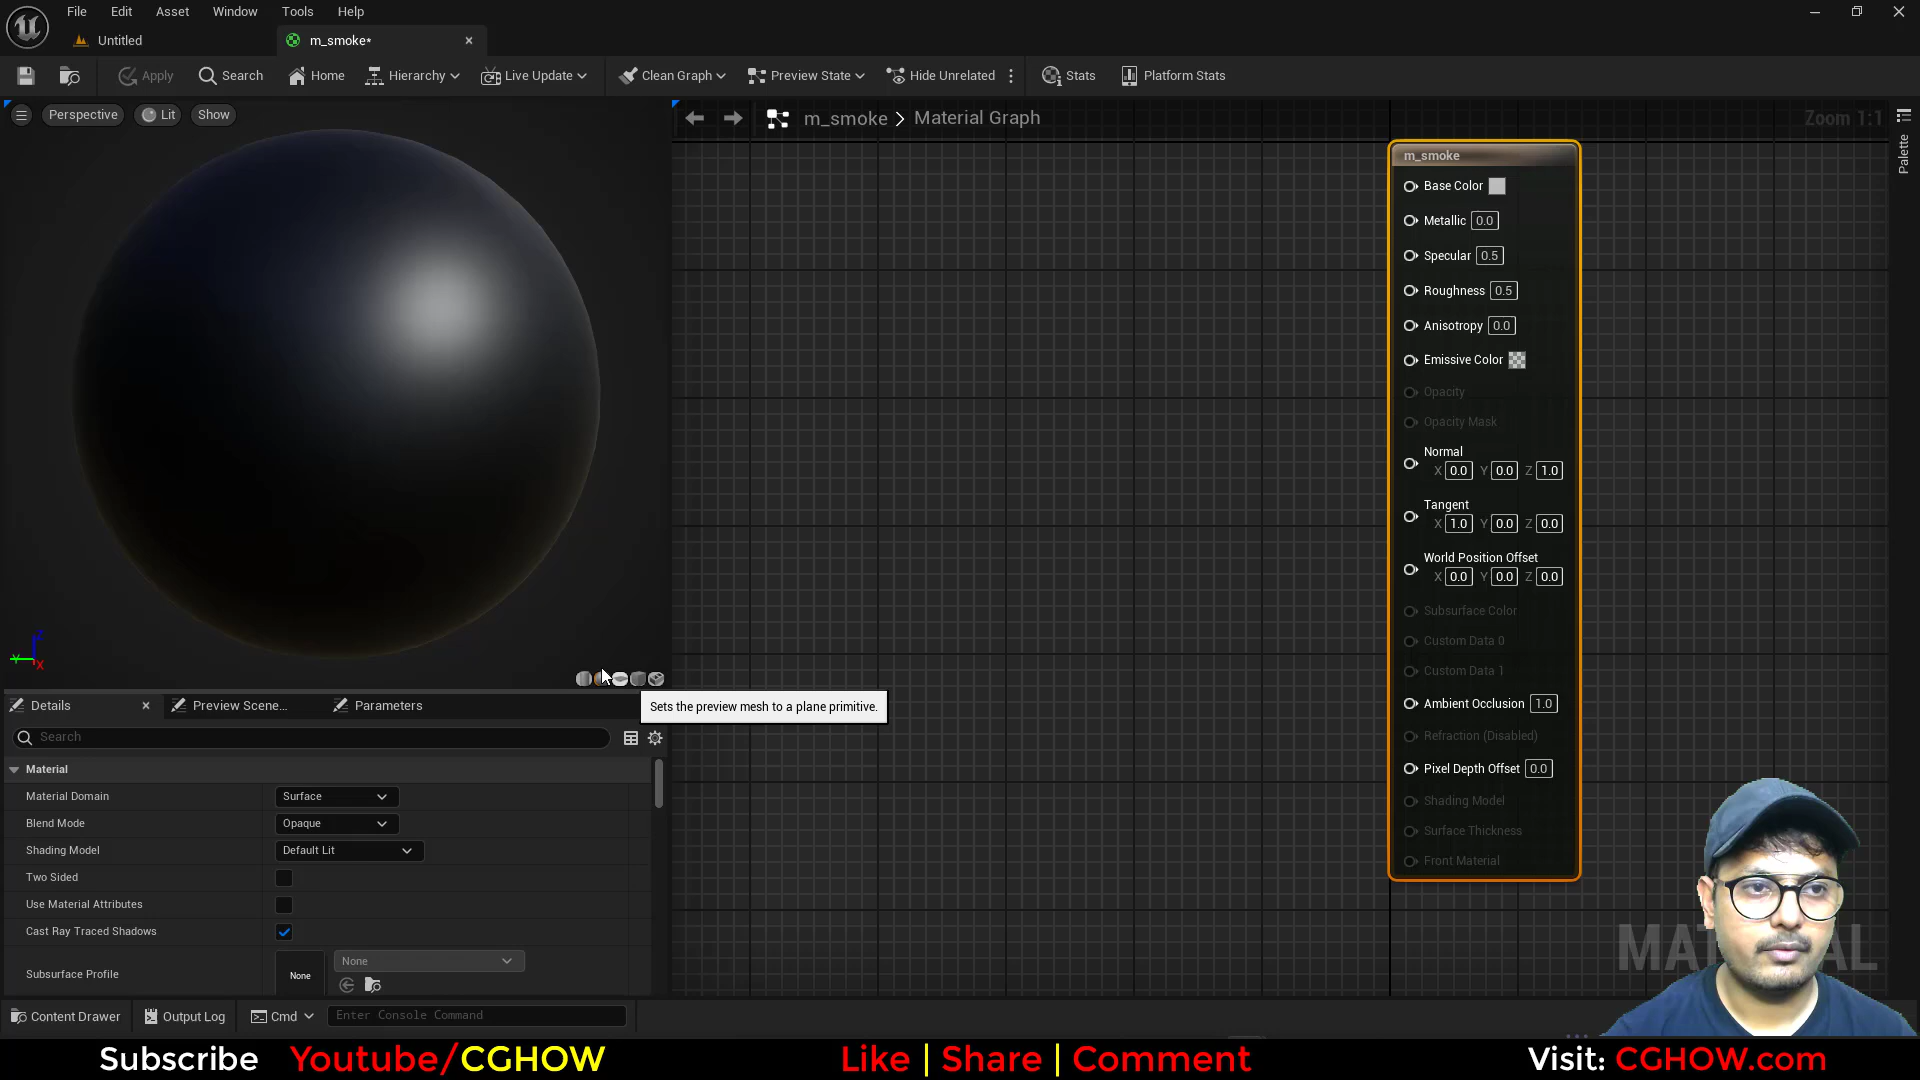 File Edit Asset Window Tools Help
Untitled
m_smoke*
Apply Search Home Hierarchy Live Update Clean Graph Preview State Hide Unrelated Stats Platform Stats
Perspective Lit Show
m_smoke > Material Graph
Zoom 1:1
Palette
m_smoke
Base Color
Metallic 0.0
Specular 0.5
Roughness 0.5
Anisotropy 0.0
Emissive Color
Opacity
Opacity Mask
Normal
X 0.0 Y 0.0 Z 1.0
Tangent
X 1.0 Y 0.0 Z 0.0
World Position Offset
X 0.0 Y 0.0 Z 0.0
Subsurface Color
Custom Data 0
Custom Data 1
Ambient Occlusion 1.0
Refraction (Disabled)
Pixel Depth Offset 0.0
Shading Model
Surface Thickness
Front Material
Z
Y
X
Sets the preview mesh to a plane primitive.
Details Preview Scene... Parameters
Search
Material
Material Domain Surface
Blend Mode Opaque
Shading Model Default Lit
Two Sided
Use Material Attributes
Cast Ray Traced Shadows
Subsurface Profile None None
Content Drawer Output Log Cmd Enter Console Command
Subscribe Youtube/CGHOW Like | Share | Comment Visit: CGHOW.com